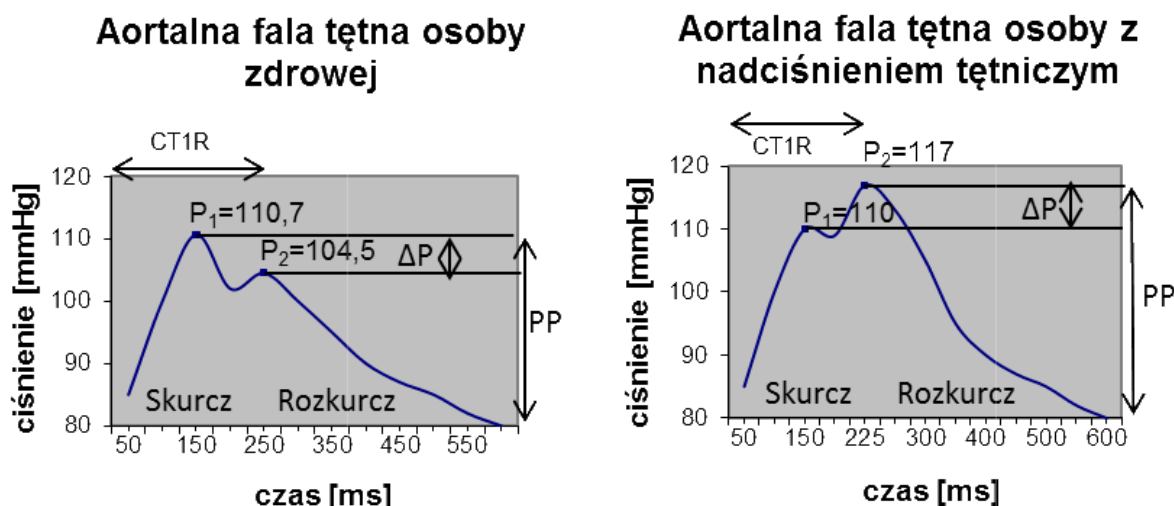 Aortalna fala tętna osoby
zdrowej
CT1R
ciśnienie [mmHg]
120
110
100
90
80
P₁=110,7
P₂=104,5
ΔP
PP
Skurcz
Rozkurcz
50 150 250 350 450 550
czas [ms]
Aortalna fala tętna osoby z
nadciśnieniem tętniczym
CT1R
P₂=117
ciśnienie [mmHg]
120
110
100
90
80
P₁=110
ΔP
PP
Skurcz
Rozkurcz
50 150 225 300 400 500 600
czas [ms]